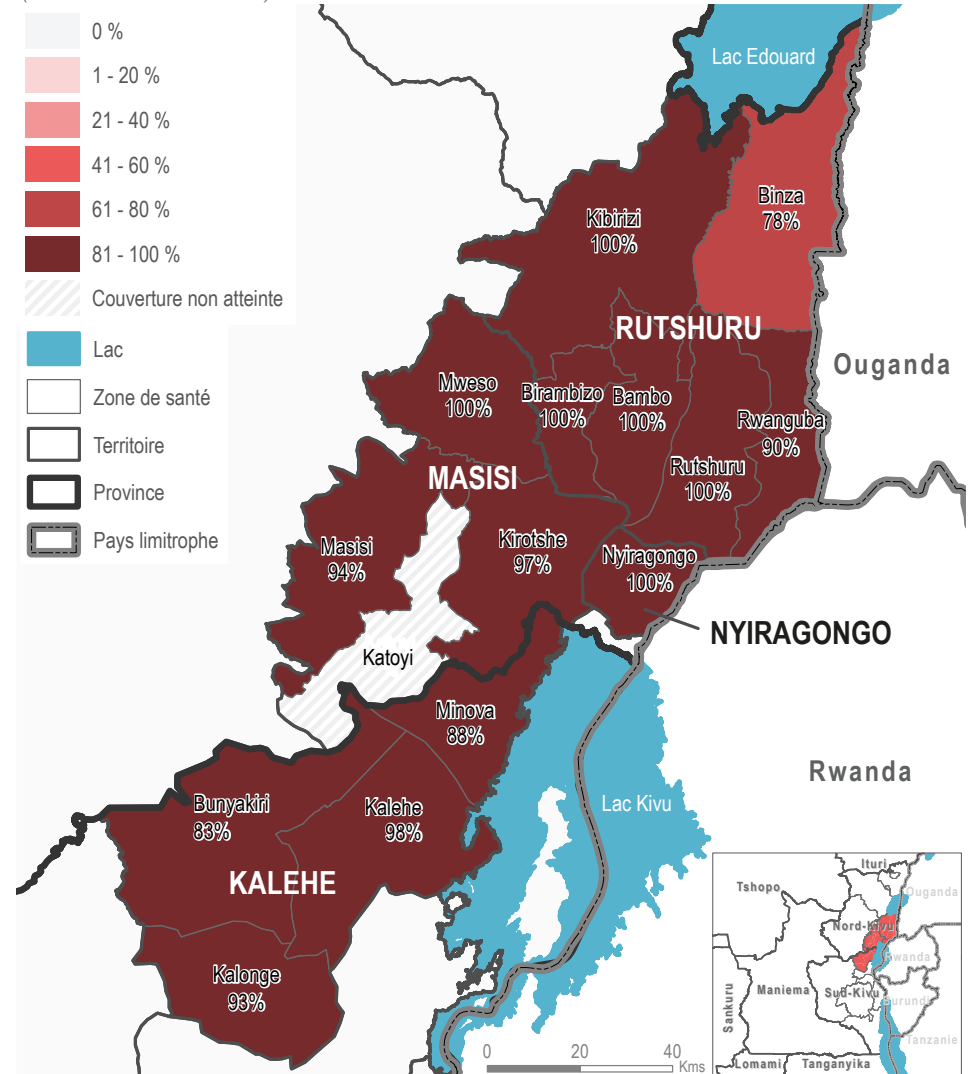 0 %
1 - 20 %
21 - 40 %
41 - 60 %
61 - 80 %
81 - 100 %
Couverture non atteinte
Lac
Zone de santé
Territoire
Province
Pays limitrophe
Lac Edouard
Binza
78%
Kibirizi
100%
RUTSHURU
Ouganda
Mweso
100%
Birambizo
100%
Bambo
100%
Rwanguba
90%
Rutshuru
100%
MASISI
Masisi
94%
Kirotshe
97%
Nyiragongo
100%
NYIRAGONGO
Katoyi
Minova
88%
Rwanda
Bunyakiri
83%
Kalehe
98%
Lac Kivu
KALEHE
Kalonge
93%
0 20 40
Kms
Ituri
Tshopo
Ouganda
Nord-Kivu
Rwanda
Maniema
Sud-Kivu
Burundi
Sankuru
Tanzanie
Lomami
Tanganyika